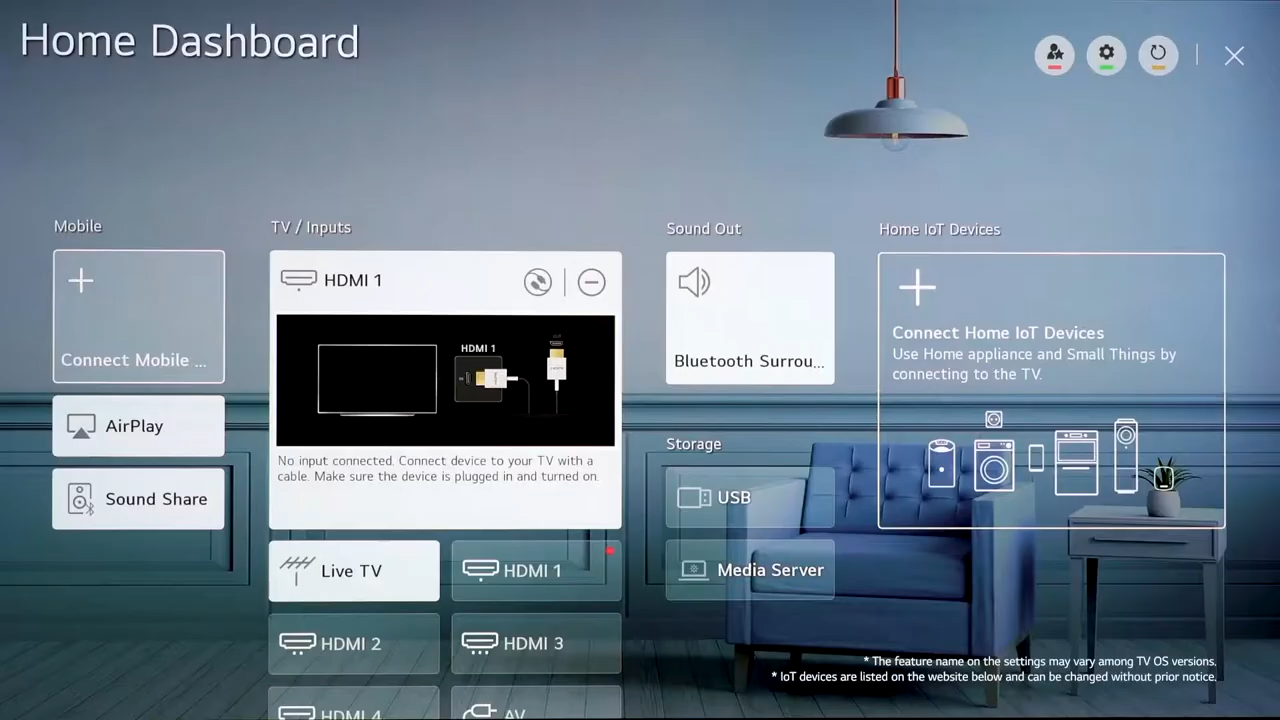 Home Dashboard
Mobile
Connect Mobile ...
AirPlay
Sound Share
TV / Inputs
HDMI 1
HDMI 1
No input connected. Connect device to your TV with a
cable. Make sure the device is plugged in and turned on.
Live TV
HDMI 1
HDMI 2
HDMI 3
HDMI 4
AV
Sound Out
Bluetooth Surrou...
Storage
USB
Media Server
Home IoT Devices
Connect Home IoT Devices
Use Home appliance and Small Things by
connecting to the TV.
* The feature name on the settings may vary among TV OS versions.
* IoT devices are listed on the website below and can be changed without prior notice.